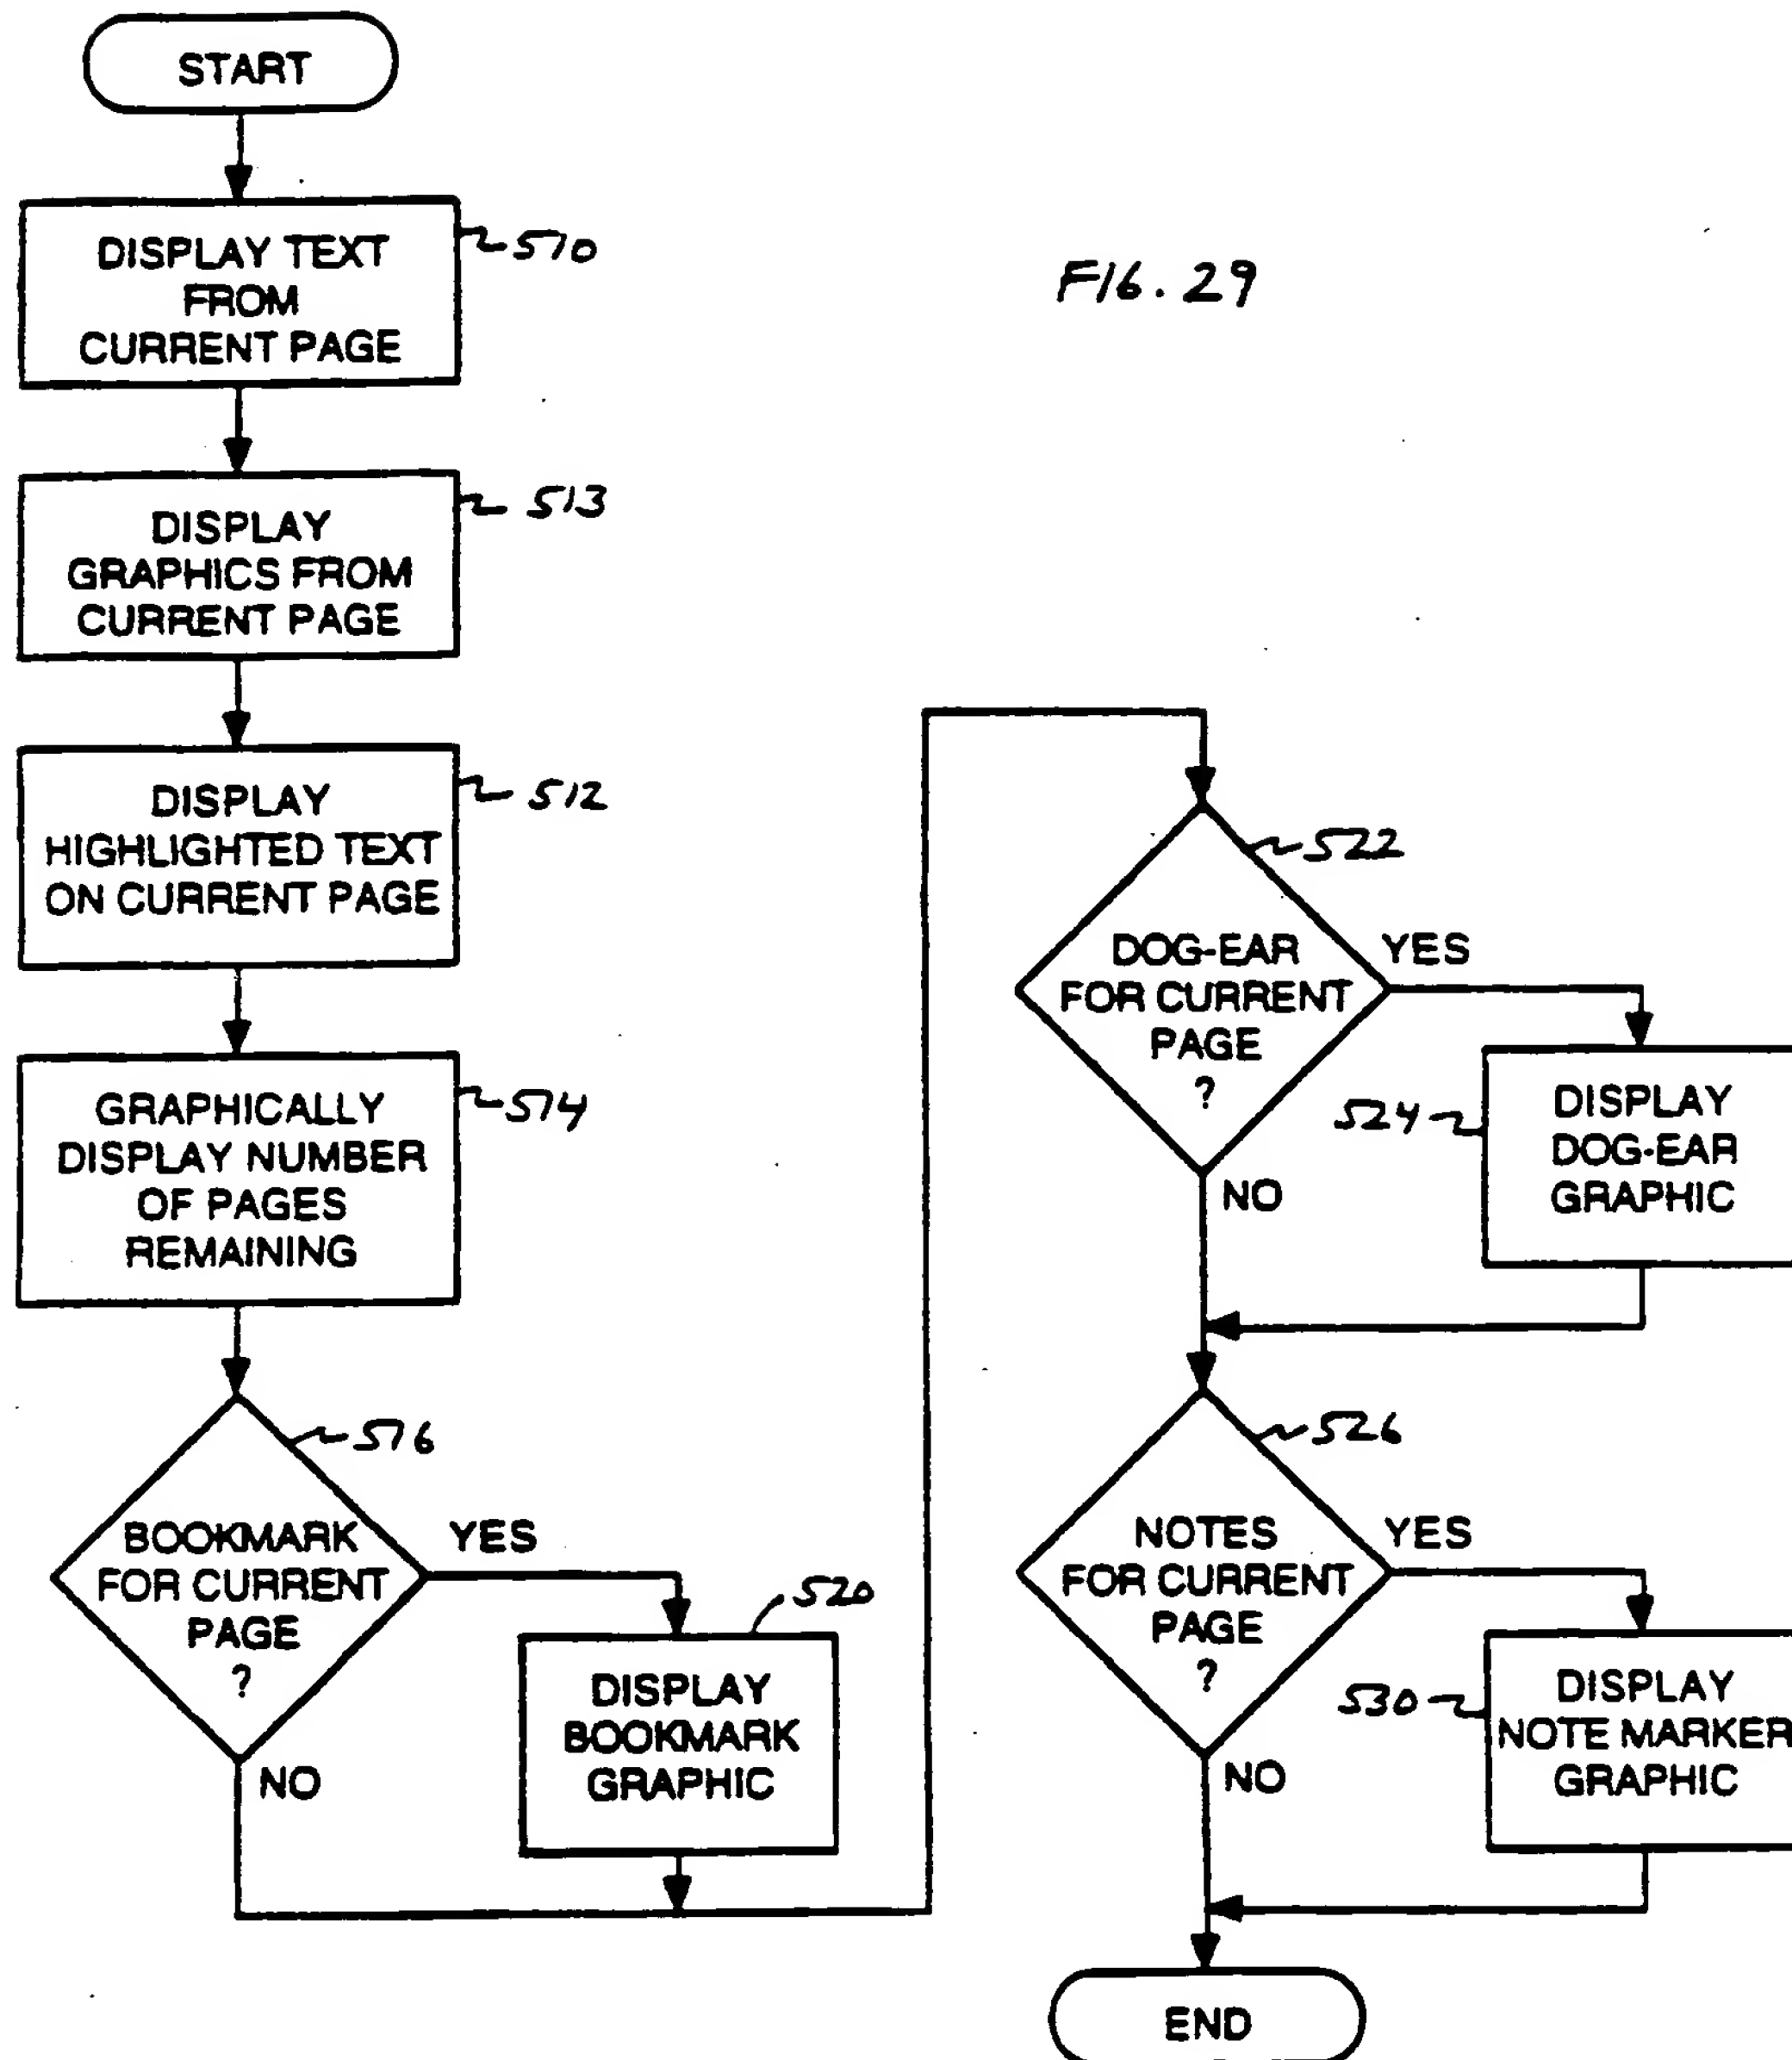 START
DISPLAY TEXT
FROM
CURRENT PAGE
510
FIG. 29
DISPLAY
GRAPHICS FROM
CURRENT PAGE
513
DISPLAY
HIGHLIGHTED TEXT
ON CURRENT PAGE
512
GRAPHICALLY
DISPLAY NUMBER
OF PAGES
REMAINING
514
516
BOOKMARK
FOR CURRENT
PAGE
?
YES
NO
520
DISPLAY
BOOKMARK
GRAPHIC
522
DOG-EAR
FOR CURRENT
PAGE
?
YES
NO
524
DISPLAY
DOG-EAR
GRAPHIC
526
NOTES
FOR CURRENT
PAGE
?
YES
NO
530
DISPLAY
NOTE MARKER
GRAPHIC
END